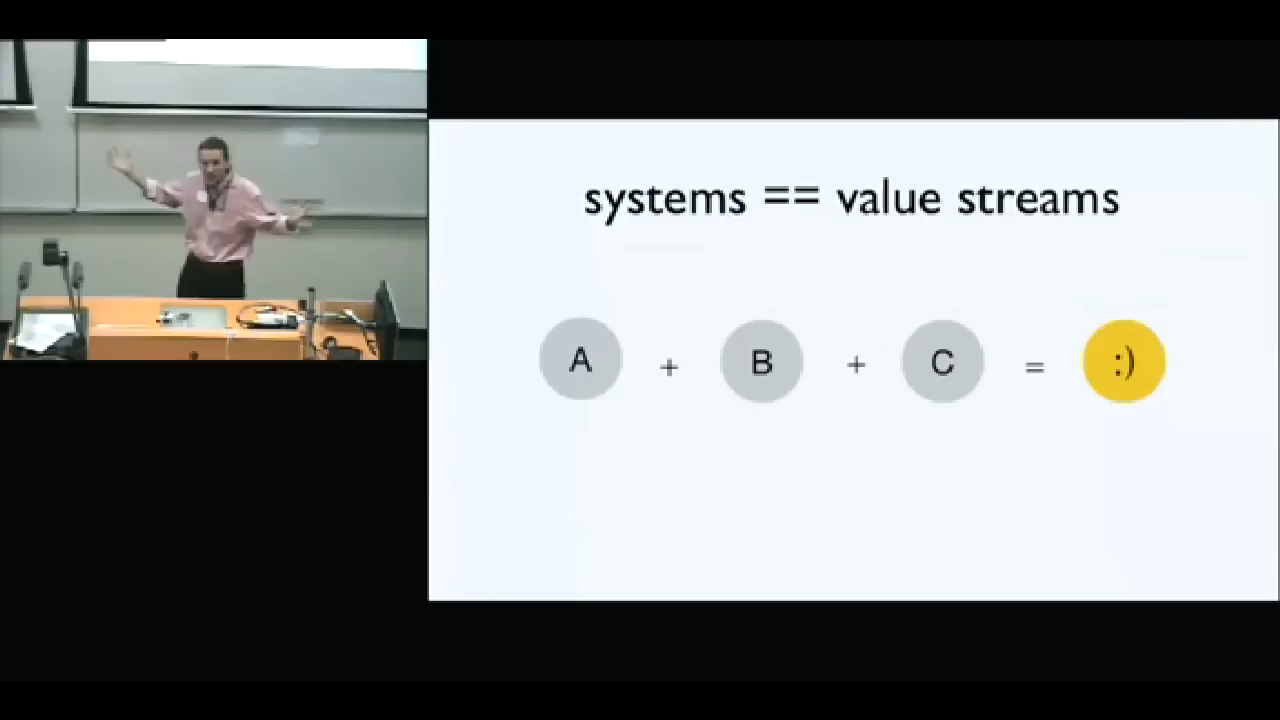 systems == value streams
A + B + C = :)